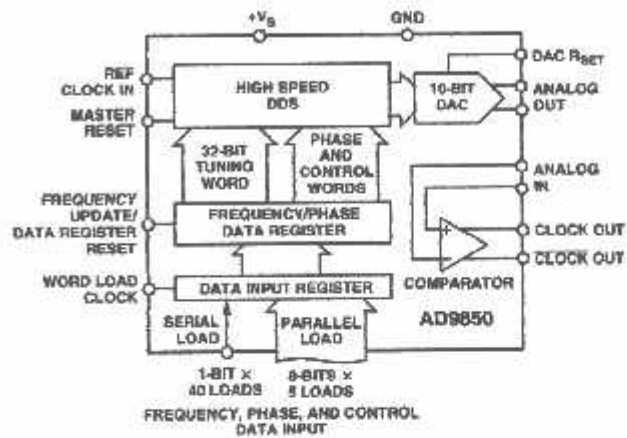 +VS
GND
REF
CLOCK IN
MASTER
RESET
FREQUENCY
UPDATE/
DATA REGISTER
RESET
WORD LOAD
CLOCK
HIGH SPEED
DDS
10-BIT
DAC
DAC RSET
ANALOG
OUT
32-BIT
TUNING
WORD
PHASE
AND
CONTROL
WORDS
ANALOG
IN
FREQUENCY/PHASE
DATA REGISTER
+
-
CLOCK OUT
CLOCK OUT
COMPARATOR
DATA INPUT REGISTER
AD9850
SERIAL
LOAD
PARALLEL
LOAD
1-BIT ×
40 LOADS
8-BITS ×
5 LOADS
FREQUENCY, PHASE, AND CONTROL
DATA INPUT